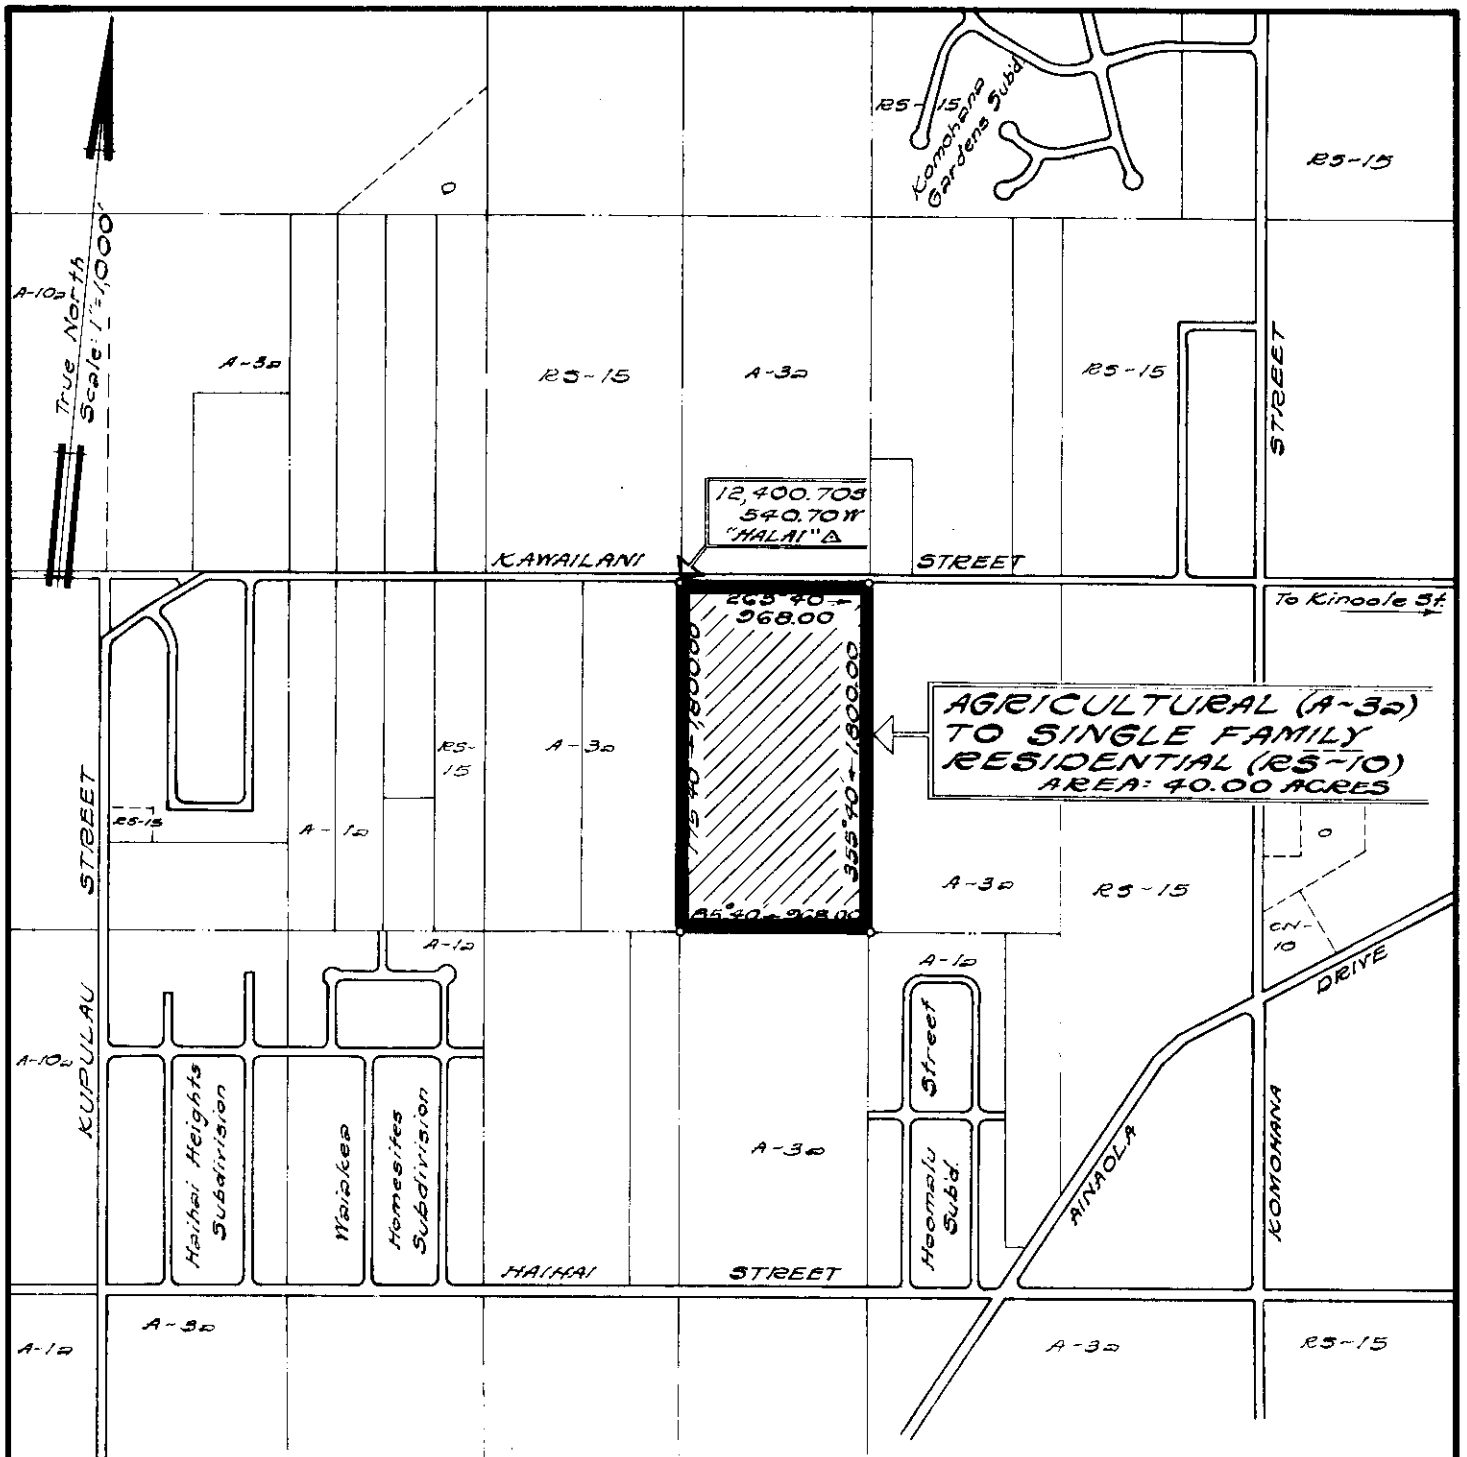 RS-15
Komohana
Gardens Subd.
RS-15
O
True North
Scale: 1"=1,000'
A-10a
A-3a
RS-15
A-3a
RS-15
STREET
12,400.70S
540.70W
"HALAI" Δ
KAWAILANI STREET
To Kinoole St.
265°40'
968.00
175°40' 1,800.00
355°40' 1,800.00
85°40' 968.00
AGRICULTURAL (A-3a)
TO SINGLE FAMILY
RESIDENTIAL (RS-10)
AREA: 40.00 ACRES
RS-
15
A-3a
RS-15
A-1a
STREET
A-3a
RS-15
O
CN-
10
DRIVE
A-1a
A-1a
A-10a
KUPULAU
Haihai Heights
Subdivision
Waiakea
Homesites
Subdivision
A-3a
Street
Hoomalu
Subd.
AINAOLA
KOMOHANA
HAIHAI STREET
A-1a
A-3a
A-3a
RS-15